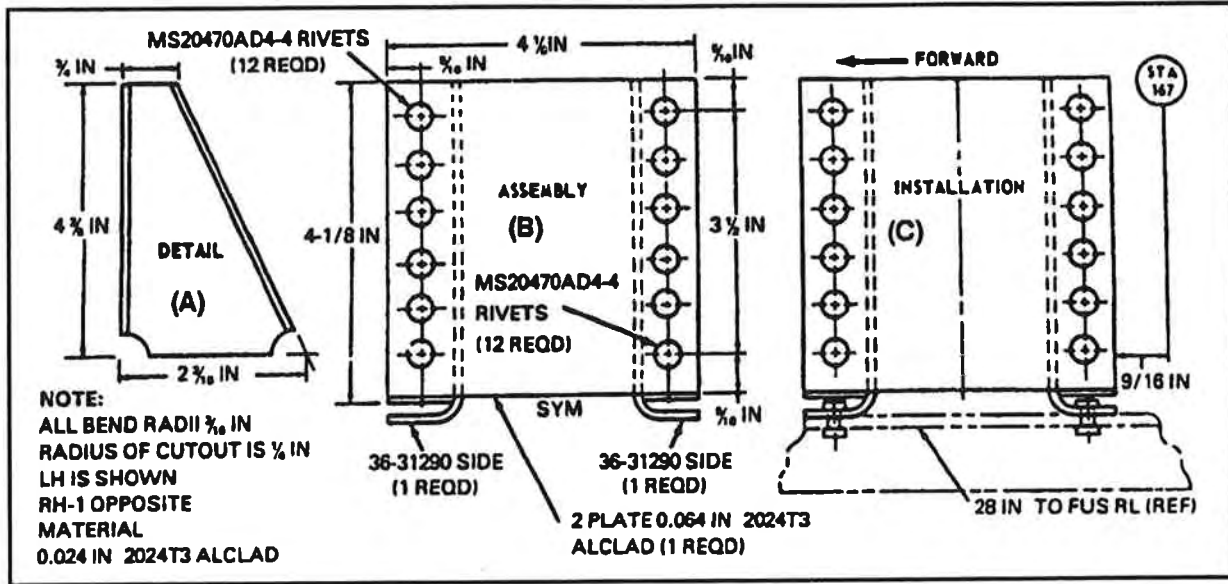 MS20470AD4-4 RIVETS
(12 REQD)
¾ IN
4 ⅛ IN
5/16 IN
5/16 IN
FORWARD
STA
167
DETAIL
(A)
ASSEMBLY
(B)
INSTALLATION
(C)
4-1/8 IN
3 ½ IN
MS20470AD4-4
RIVETS
(12 REQD)
9/16 IN
5/16 IN
SYM
NOTE:
ALL BEND RADII 3/16 IN
RADIUS OF CUTOUT IS ¼ IN
LH IS SHOWN
RH-1 OPPOSITE
MATERIAL
0.024 IN 2024T3 ALCLAD
36-31290 SIDE
(1 REQD)
36-31290 SIDE
(1 REQD)
2 PLATE 0.064 IN 2024T3
ALCLAD (1 REQD)
28 IN TO FUS RL (REF)